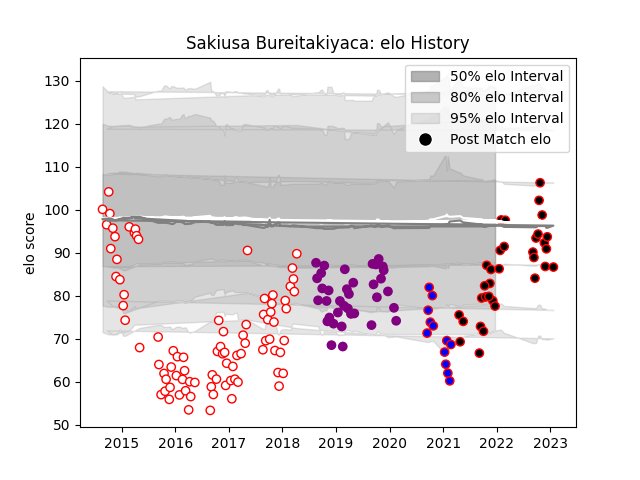 Sakiusa Bureitakiyaca: elo History
50% elo Interval
80% elo Interval
95% elo Interval
Post Match elo
elo score
130
120
110
100
90
80
70
60
50
2015 2016 2017 2018 2019 2020 2021 2022 2023